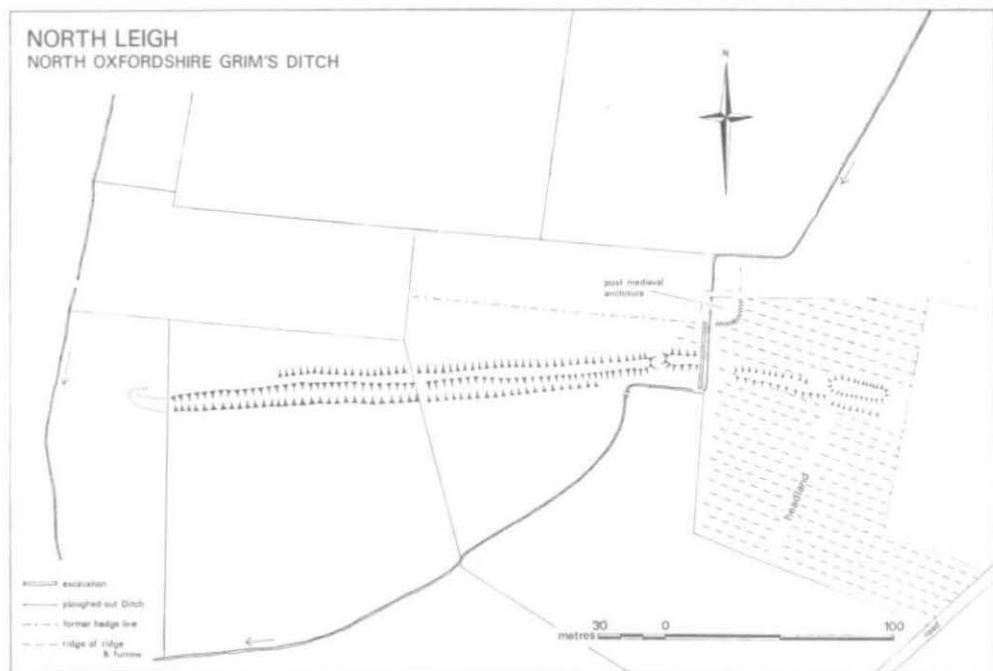 NORTH LEIGH
NORTH OXFORDSHIRE GRIM'S DITCH
N
post medieval
enclosure
headland
excavation
ploughed out Ditch
former hedge line
ridge of ridge
& furrow
30 0 100
metres
road